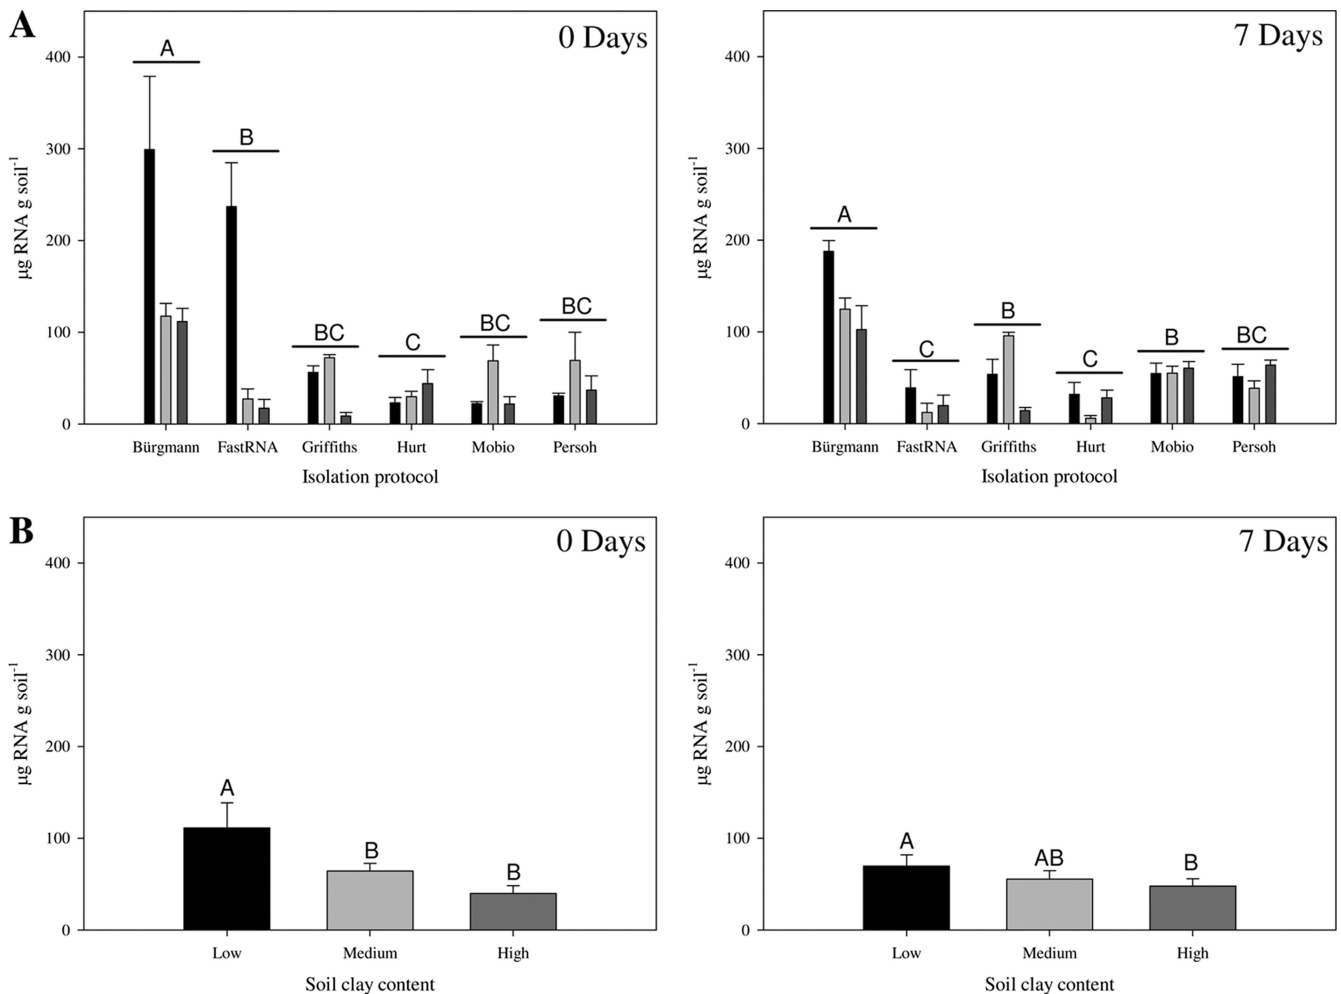 A
0 Days
400
300
200
100
0
µg RNA g soil-1
A
B
BC
C
BC
BC
Bürgmann FastRNA Griffiths Hurt Mobio Persoh
Isolation protocol
7 Days
400
300
200
100
0
µg RNA g soil-1
A
C
B
C
B
BC
Bürgmann FastRNA Griffiths Hurt Mobio Persoh
Isolation protocol
B
0 Days
400
300
200
100
0
µg RNA g soil-1
A
B
B
Low Medium High
Soil clay content
7 Days
400
300
200
100
0
µg RNA g soil-1
A
AB
B
Low Medium High
Soil clay content